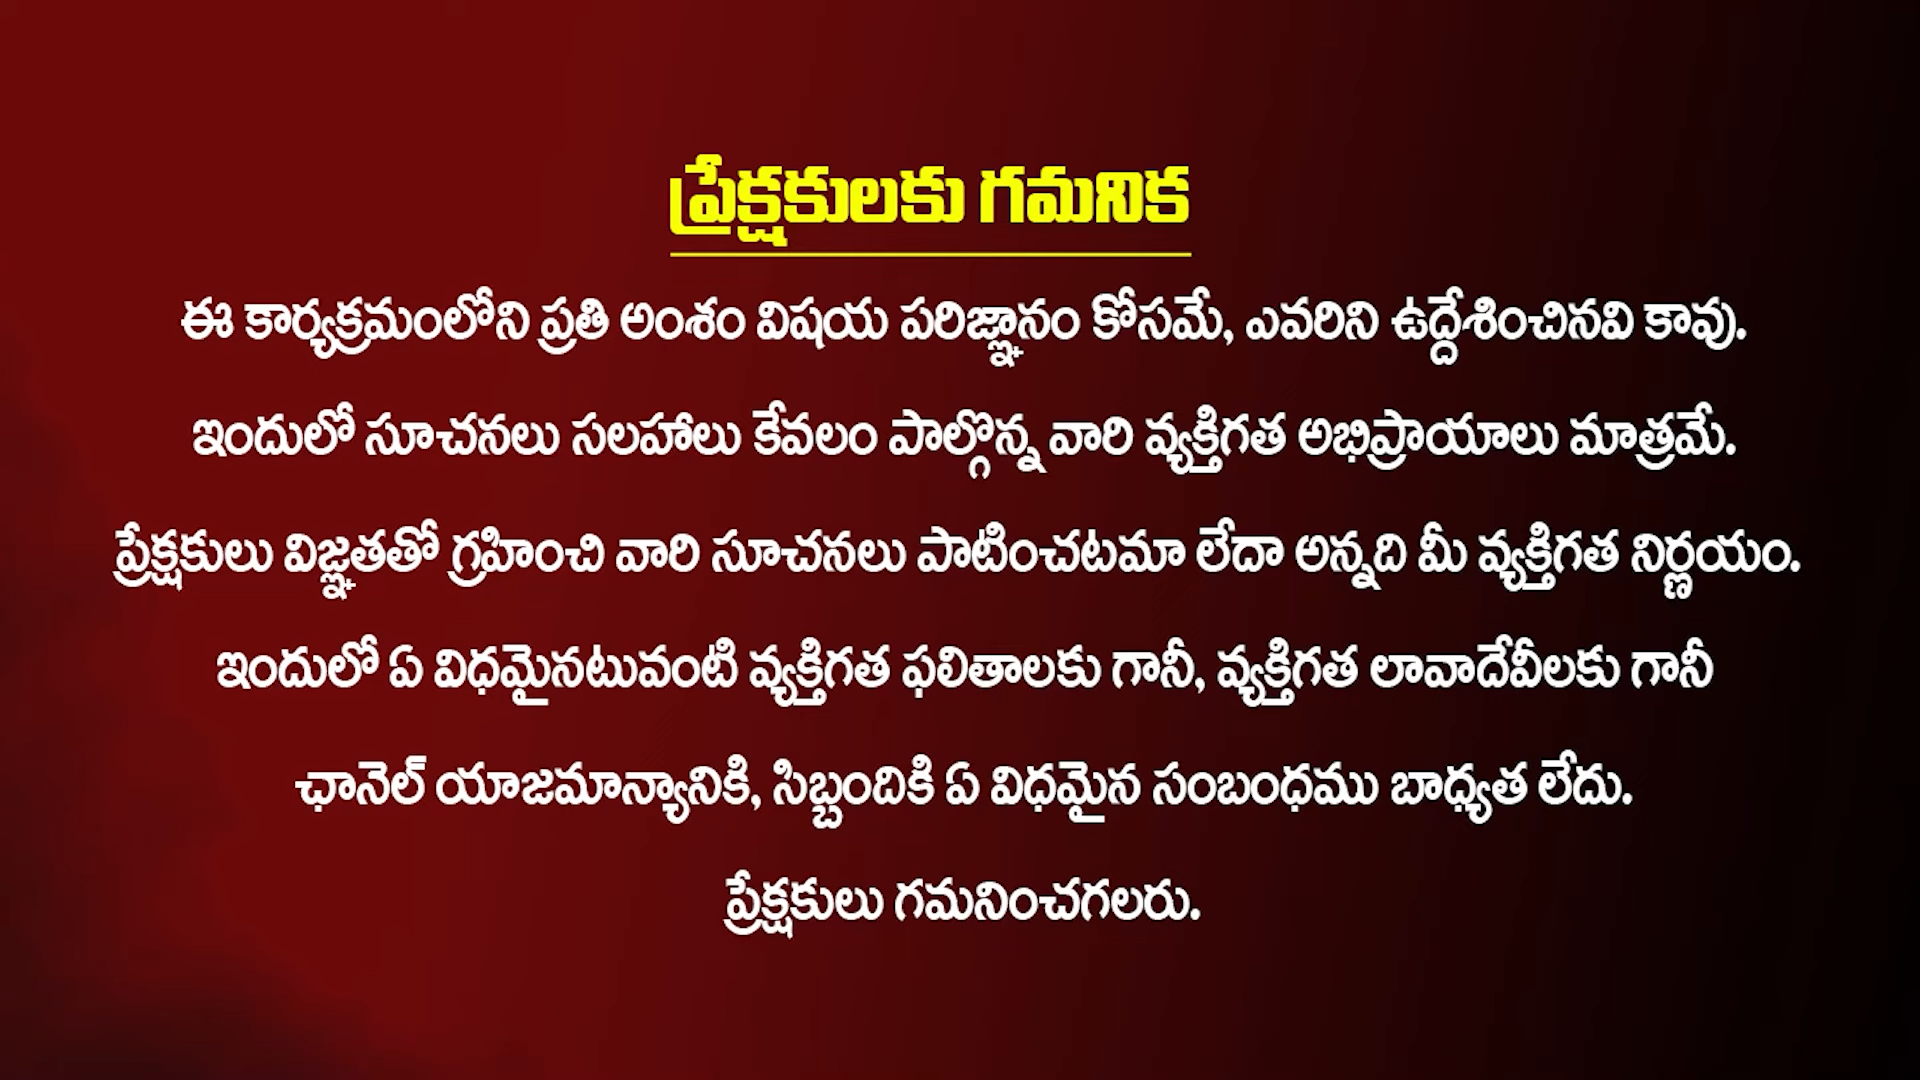 ప్రేక్షకులకు గమనిక
ఈ కార్యక్రమంలోని ప్రతి అంశం విషయ పరిజ్ఞానం కోసమే, ఎవరిని ఉద్దేశించినవి కావు.
ఇందులో సూచనలు సలహాలు కేవలం పాల్గొన్న వారి వ్యక్తిగత అభిప్రాయాలు మాత్రమే.
ప్రేక్షకులు విజ్ఞతతో గ్రహించి వారి సూచనలు పాటించటమా లేదా అన్నది మీ వ్యక్తిగత నిర్ణయం.
ఇందులో ఏ విధమైనటువంటి వ్యక్తిగత ఫలితాలకు గానీ, వ్యక్తిగత లావాదేవీలకు గానీ
ఛానెల్ యాజమాన్యానికి, సిబ్బందికి ఏ విధమైన సంబంధము బాధ్యత లేదు.
ప్రేక్షకులు గమనించగలరు.